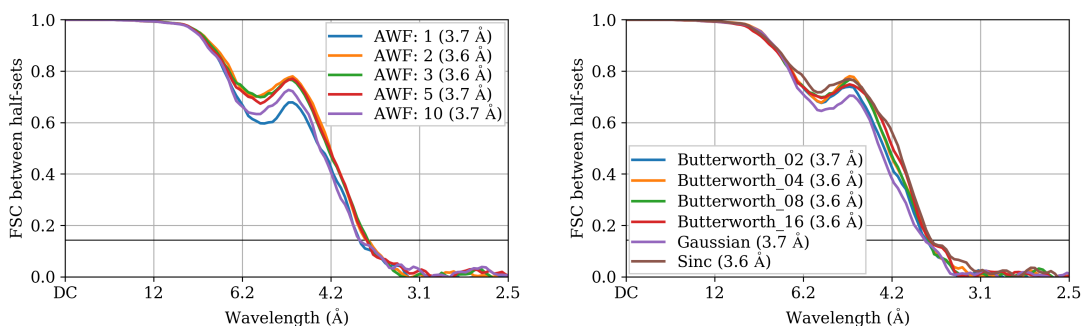 1.0
0.8
0.6
0.4
0.2
0.0
FSC between half-sets
AWF: 1 (3.7 Å)
AWF: 2 (3.6 Å)
AWF: 3 (3.6 Å)
AWF: 5 (3.7 Å)
AWF: 10 (3.7 Å)
DC 12 6.2 4.2 3.1 2.5
Wavelength (Å)
1.0
0.8
0.6
0.4
0.2
0.0
FSC between half-sets
Butterworth_02 (3.7 Å)
Butterworth_04 (3.6 Å)
Butterworth_08 (3.6 Å)
Butterworth_16 (3.6 Å)
Gaussian (3.7 Å)
Sinc (3.6 Å)
DC 12 6.2 4.2 3.1 2.5
Wavelength (Å)